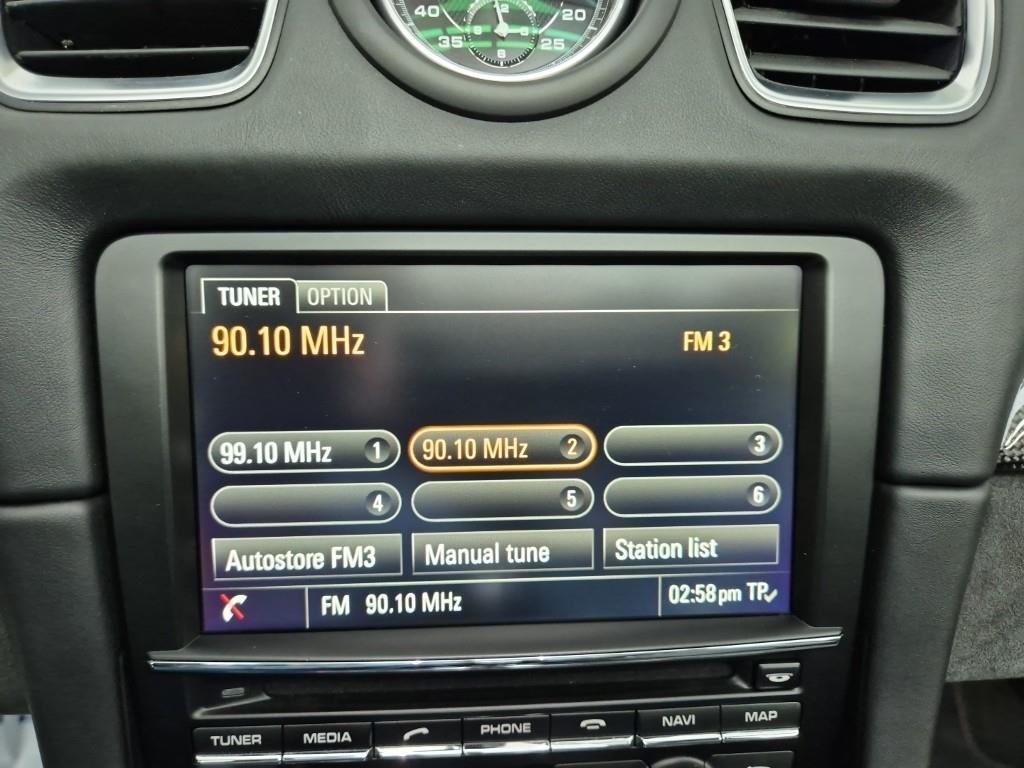 40 12 20
35 6 25
TUNER OPTION
90.10 MHz FM 3
99.10 MHz 1 90.10 MHz 2 3
4 5 6
Autostore FM3 Manual tune Station list
FM 90.10 MHz 02:58 pm TP
TUNER MEDIA PHONE NAVI MAP